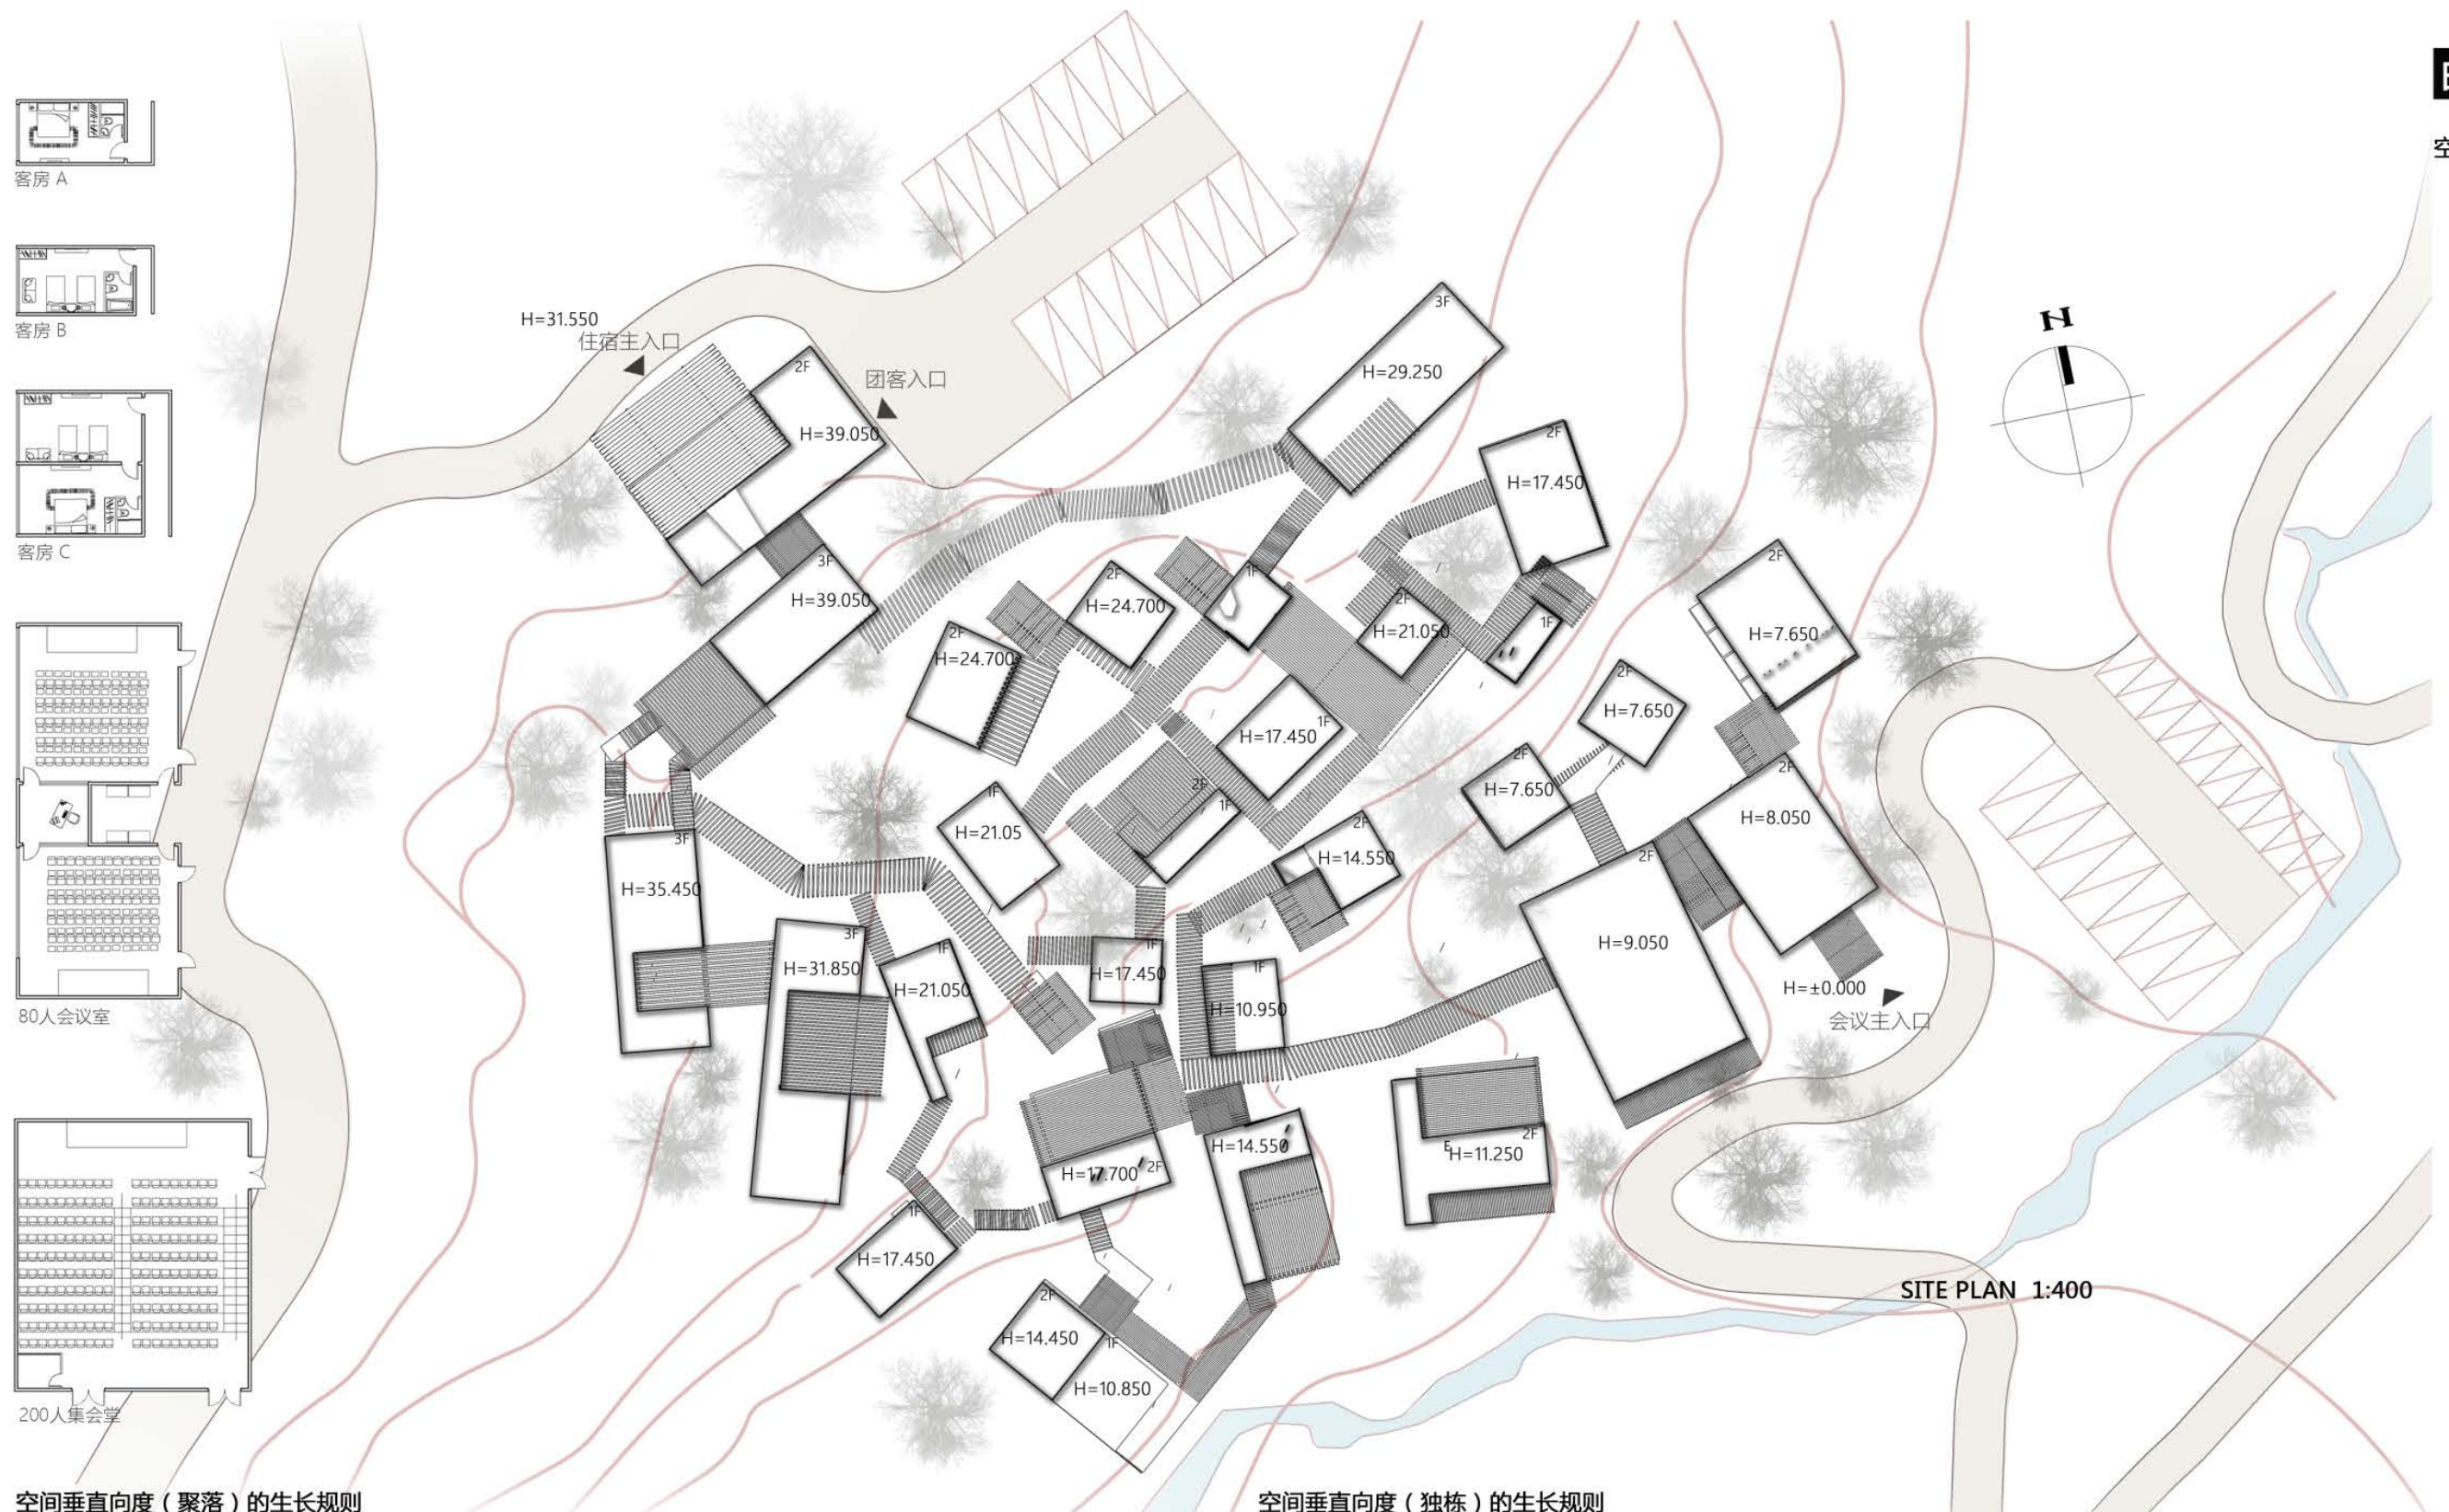 客房 A
客房 B
客房 C
80人会议室
200人集会堂
H=31.550
住宿主入口
团客入口
2F
H=39.050
3F
H=39.050
3F
H=29.250
2F
H=17.450
N
2F
H=24.700
2F
H=24.700
1F
2F
H=21.050
1F
2F
H=7.650
2F
H=7.650
2F
H=7.650
1F
H=17.450
2F
1F
1F
H=21.05
2F
H=14.550
2F
H=8.050
2F
H=9.050
3F
H=35.450
3F
H=31.850
1F
H=21.050
1F
H=17.450
1F
H=10.950
H=±0.000
会议主入口
H=17.700
2F
H=14.550
2F
H=11.250
1F
H=17.450
2F
H=14.450
1F
H=10.850
SITE PLAN 1:400
空间垂直向度（聚落）的生长规则
空间垂直向度（独栋）的生长规则
空